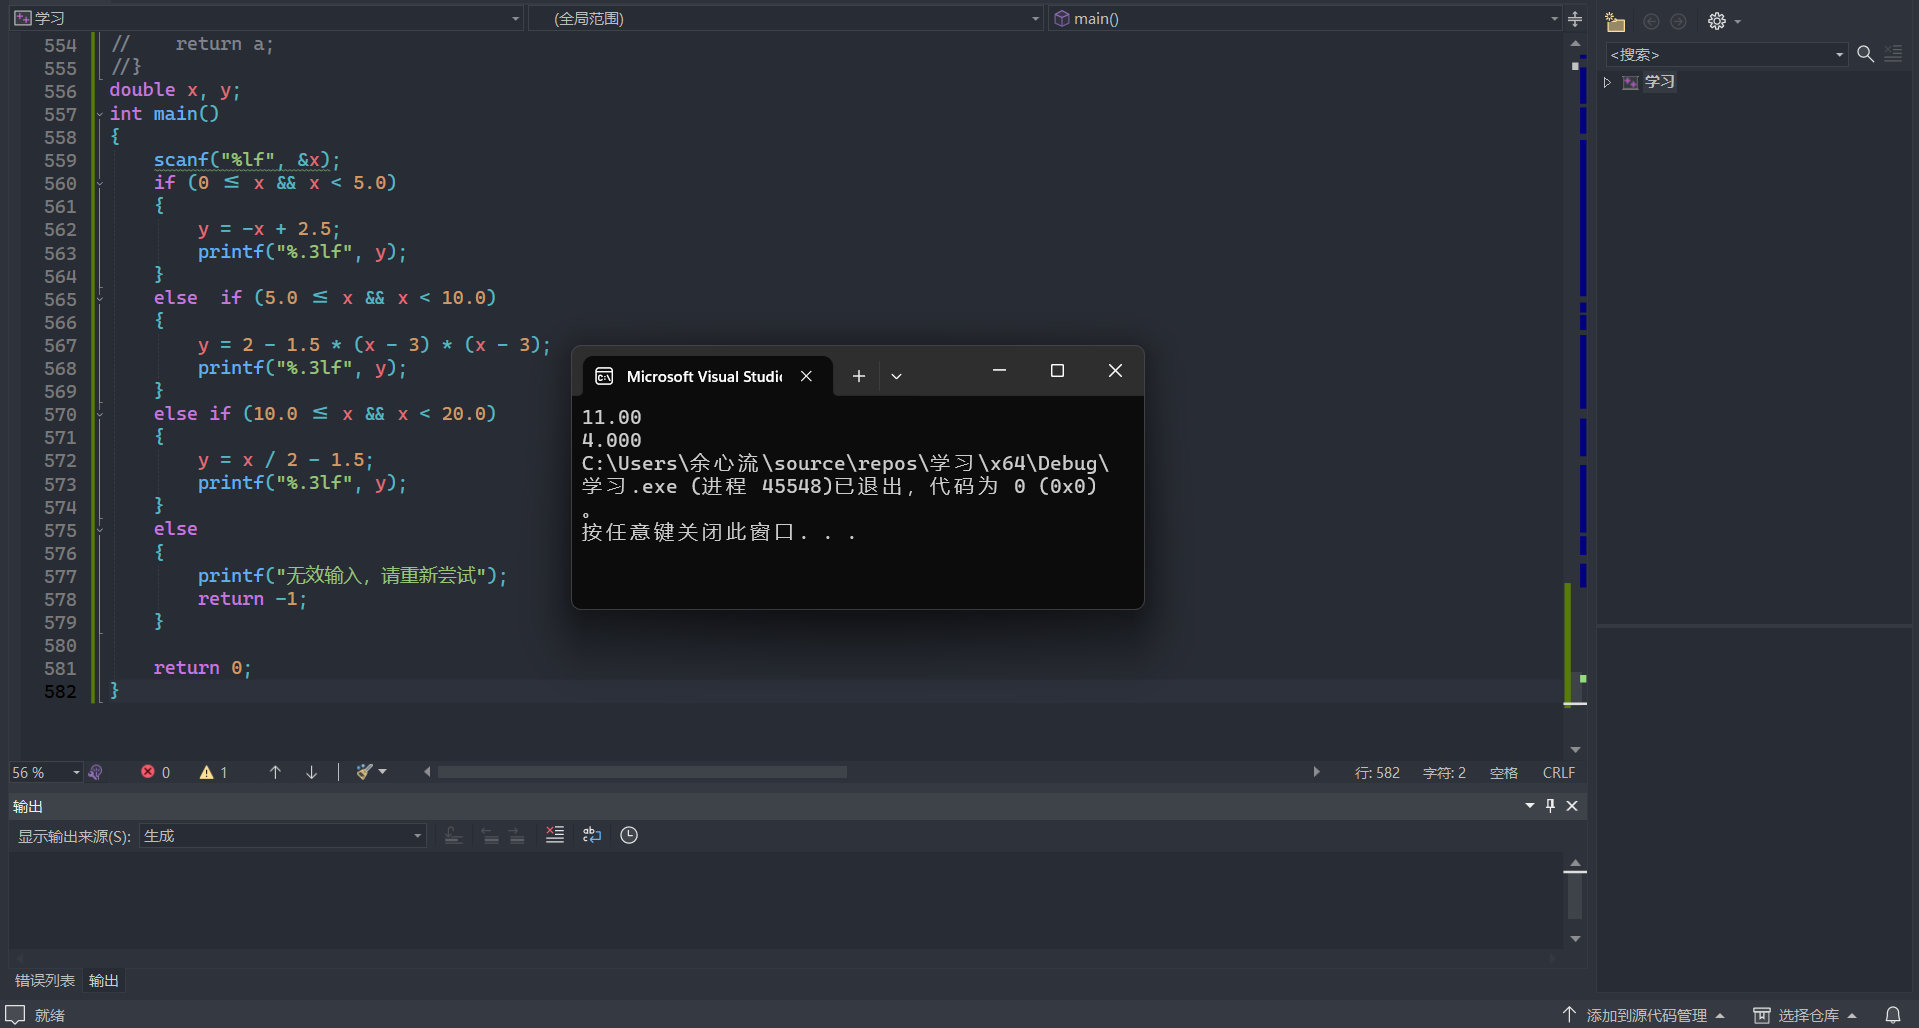 学习
(全局范围)
main()
554 //    return a;
555 //}
556 double x, y;
557 int main()
558 {
559     scanf("%lf", &x);
560     if (0 ≤ x && x < 5.0)
561     {
562         y = -x + 2.5;
563         printf("%.3lf", y);
564     }
565     else  if (5.0 ≤ x && x < 10.0)
566     {
567         y = 2 - 1.5 * (x - 3) * (x - 3);
568         printf("%.3lf", y);
569     }
570     else if (10.0 ≤ x && x < 20.0)
571     {
572         y = x / 2 - 1.5;
573         printf("%.3lf", y);
574     }
575     else
576     {
577         printf("无效输入，请重新尝试");
578         return -1;
579     }
580
581     return 0;
582 }
Microsoft Visual Studi
11.00
4.000
C:\Users\余心流\source\repos\学习\x64\Debug\
学习.exe (进程 45548)已退出，代码为 0 (0x0)
。
按任意键关闭此窗口. . .
<搜索>
学习
56 %
0
1
行: 582
字符: 2
空格
CRLF
输出
显示输出来源(S):
生成
错误列表
输出
就绪
添加到源代码管理
选择仓库